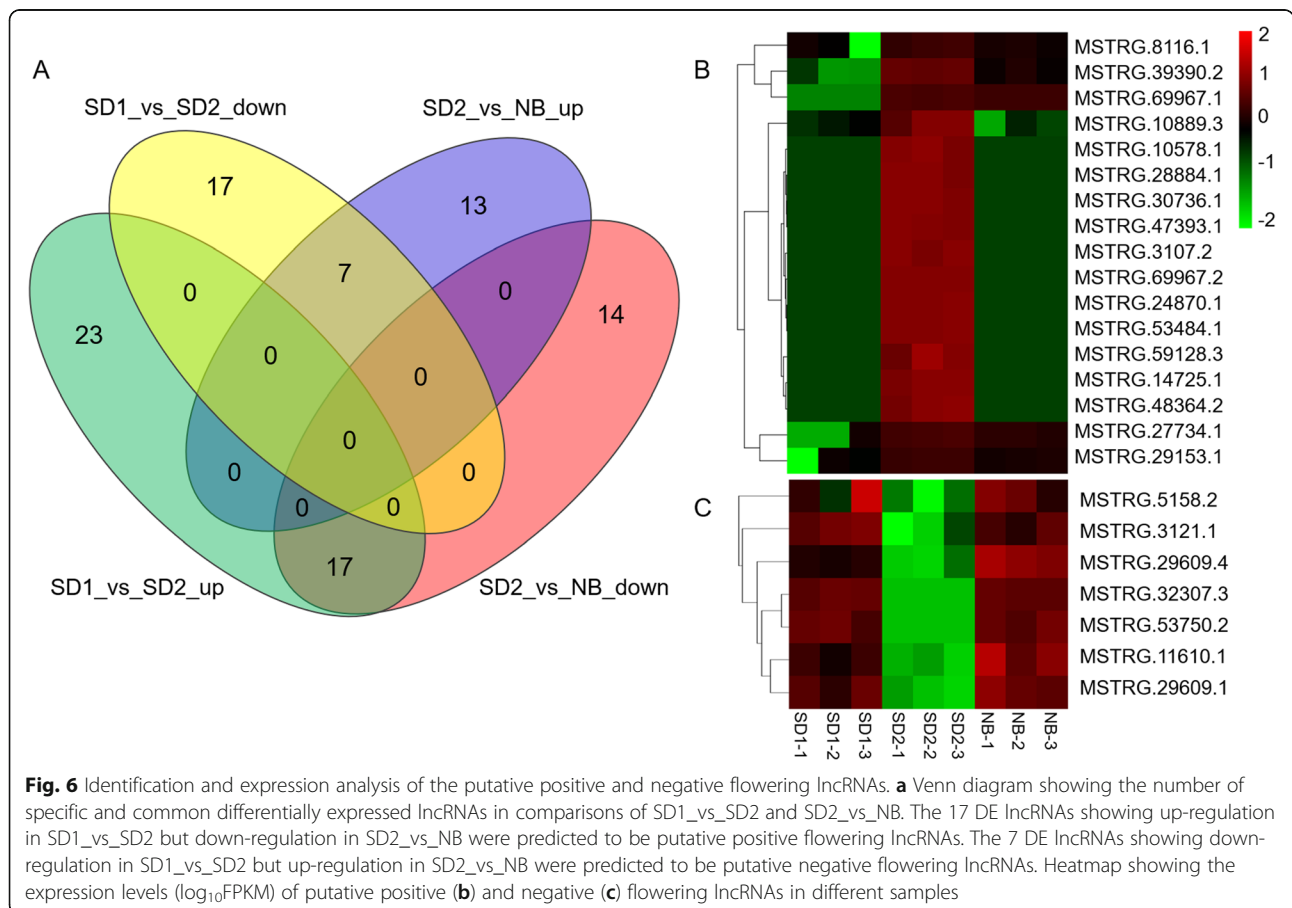 A
SD1_vs_SD2_down
SD2_vs_NB_up
17
13
7
0
0
23
14
0
0
0
0
0
0
0
17
SD1_vs_SD2_up
SD2_vs_NB_down
B
MSTRG.8116.1
MSTRG.39390.2
MSTRG.69967.1
MSTRG.10889.3
MSTRG.10578.1
MSTRG.28884.1
MSTRG.30736.1
MSTRG.47393.1
MSTRG.3107.2
MSTRG.69967.2
MSTRG.24870.1
MSTRG.53484.1
MSTRG.59128.3
MSTRG.14725.1
MSTRG.48364.2
MSTRG.27734.1
MSTRG.29153.1
2
1
0
-1
-2
C
MSTRG.5158.2
MSTRG.3121.1
MSTRG.29609.4
MSTRG.32307.3
MSTRG.53750.2
MSTRG.11610.1
MSTRG.29609.1
SD1-1
SD1-2
SD1-3
SD2-1
SD2-2
SD2-3
NB-1
NB-2
NB-3
Fig. 6 Identification and expression analysis of the putative positive and negative flowering lncRNAs. a Venn diagram showing the number of
specific and common differentially expressed lncRNAs in comparisons of SD1_vs_SD2 and SD2_vs_NB. The 17 DE lncRNAs showing up-regulation
in SD1_vs_SD2 but down-regulation in SD2_vs_NB were predicted to be putative positive flowering lncRNAs. The 7 DE lncRNAs showing down-
regulation in SD1_vs_SD2 but up-regulation in SD2_vs_NB were predicted to be putative negative flowering lncRNAs. Heatmap showing the
expression levels (log₁₀FPKM) of putative positive (b) and negative (c) flowering lncRNAs in different samples